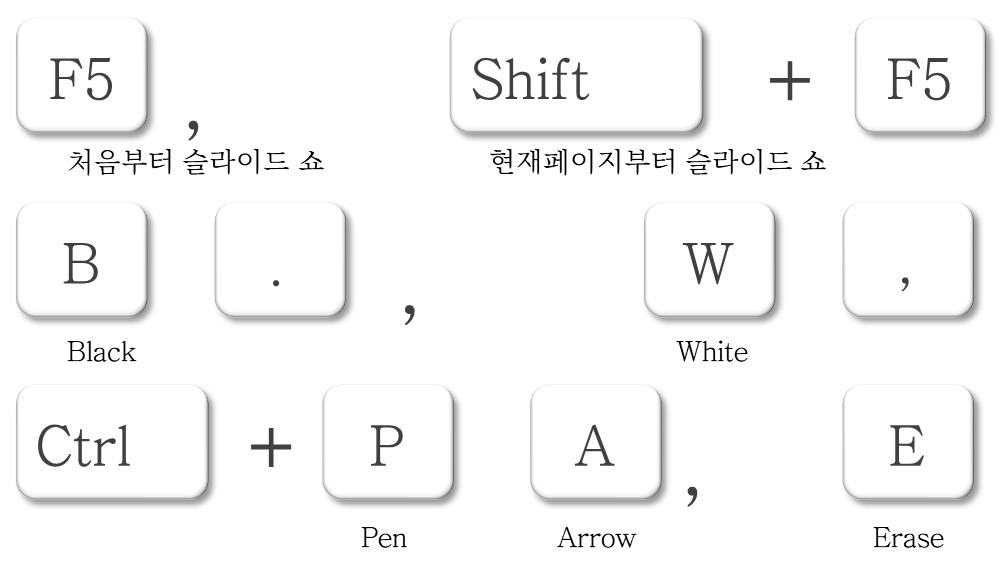 F5 , Shift + F5
처음부터 슬라이드 쇼 현재페이지부터 슬라이드 쇼
B . , W ,
Black White
Ctrl + P A , E
Pen Arrow Erase